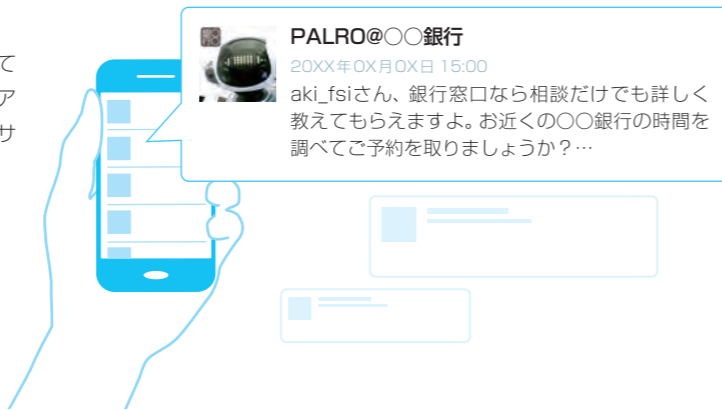 て
ア
サ
PALRO@○○銀行
20XX年0X月0X日 15:00
aki_fsiさん、銀行窓口なら相談だけでも詳しく
教えてもらえますよ。お近くの○○銀行の時間を
調べてご予約を取りましょうか？…